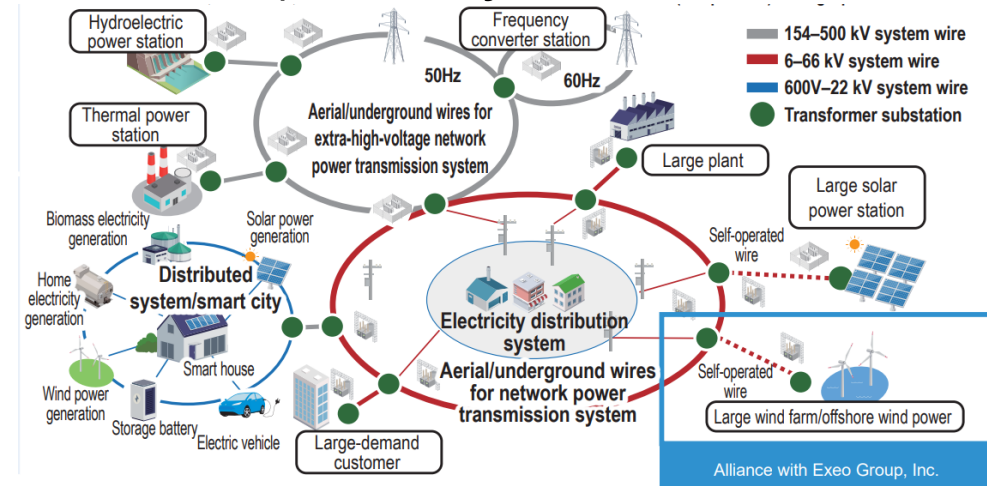 Hydroelectric
power station
Frequency
converter station
50Hz
60Hz
154–500 kV system wire
6–66 kV system wire
600V–22 kV system wire
Transformer substation
Aerial/underground wires for
extra-high-voltage network
power transmission system
Thermal power
station
Large plant
Large solar
power station
Biomass electricity
generation
Solar power
generation
Self-operated
wire
Distributed
system/smart city
Home
electricity
generation
Electricity distribution
system
Smart house
Aerial/underground wires
for network power
transmission system
Self-operated
wire
Wind power
generation
Storage battery
Electric vehicle
Large-demand
customer
Large wind farm/offshore wind power
Alliance with Exeo Group, Inc.